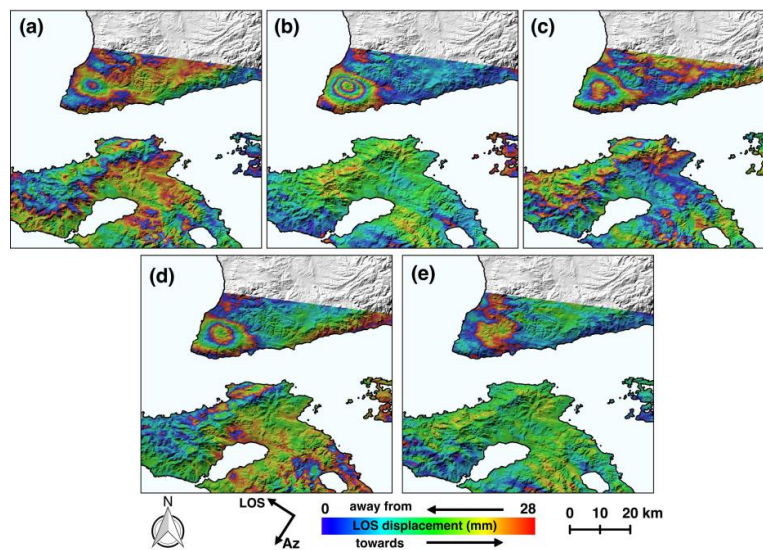 (a)
(b)
(c)
(d)
(e)
N
LOS
Az
0 away from 28
LOS displacement (mm)
towards
0 10 20 km